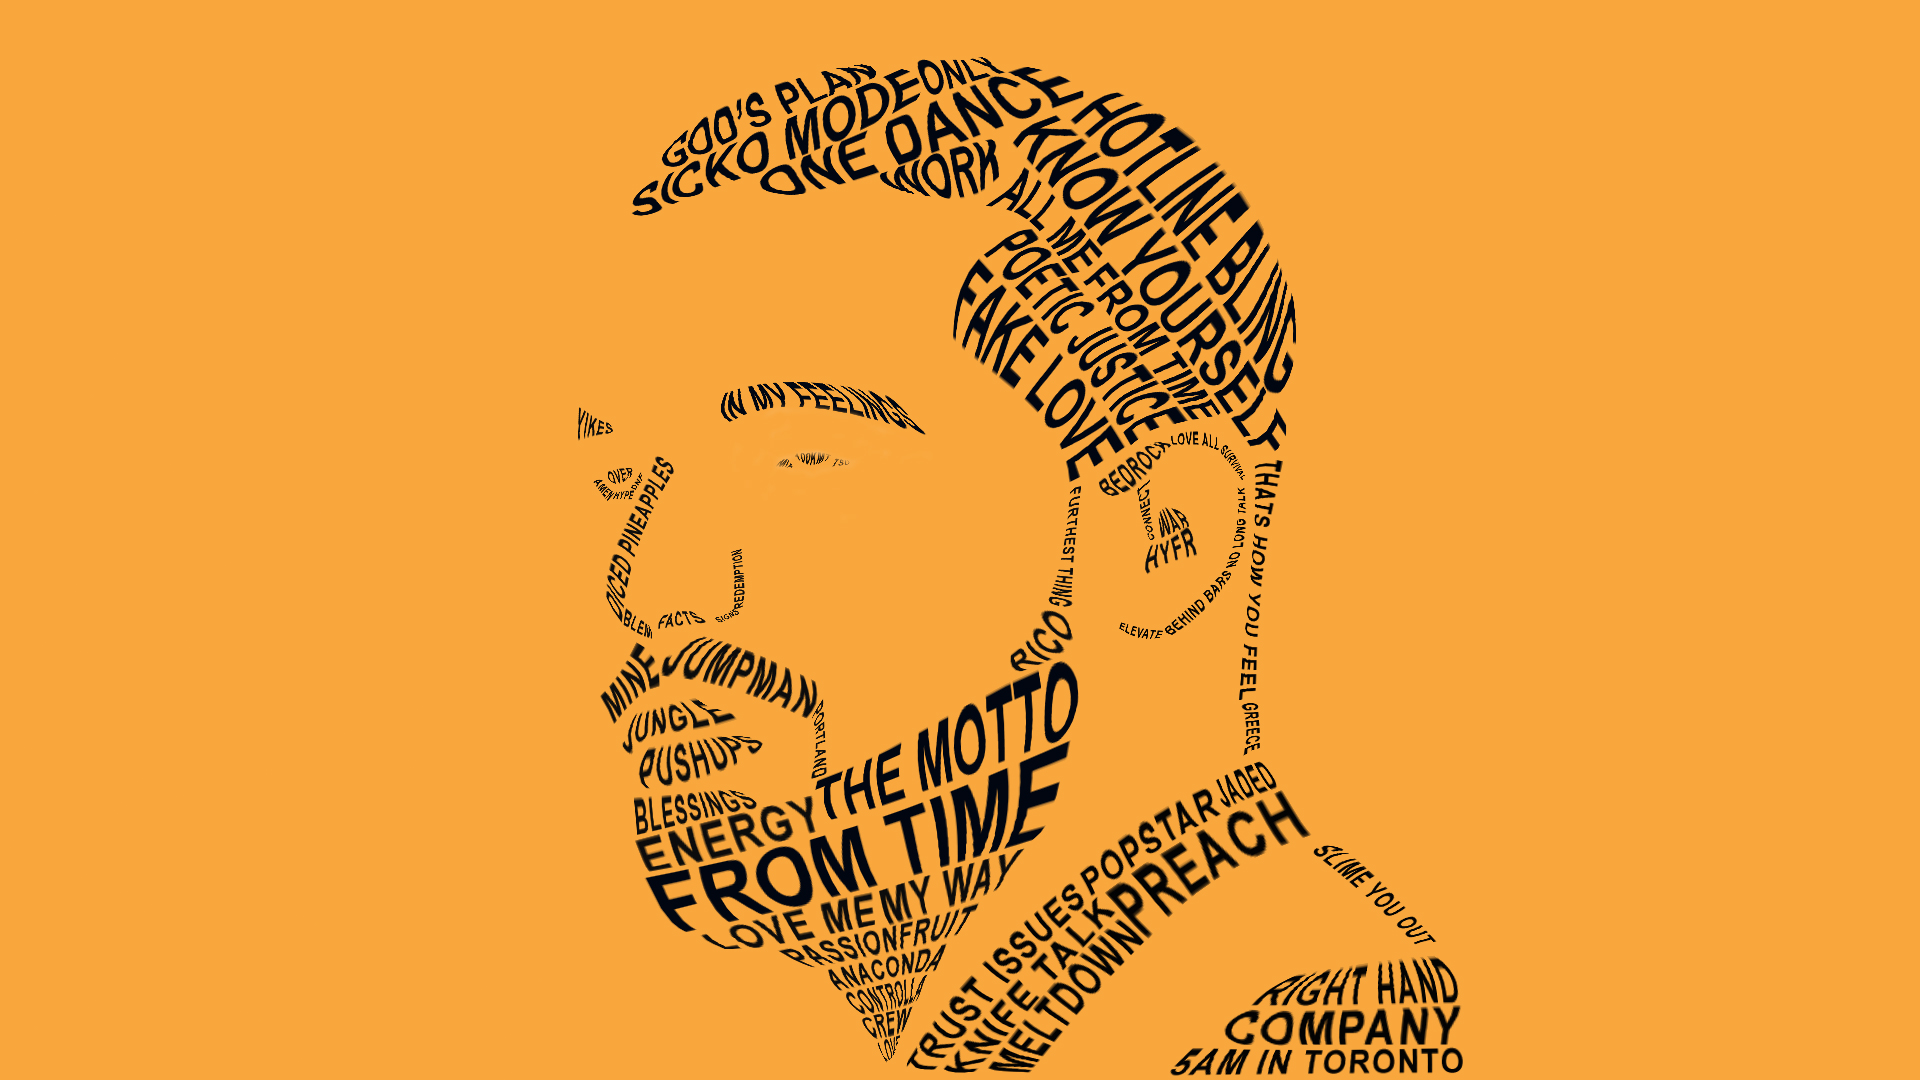 GOD'S PLAN
SICKO MODE
ONLY
ONE DANCE
WORK
HOTLINE BLING
KNOW YOURSELF
ALL ME FROM TIME
POETIC JUSTICE
FAKE LOVE
IN MY FEELINGS
YIKES
OVER
AMEN HYPE
DICED PINEAPPLES
REDEMPTION
SIGNS
FACTS
BLEM
BEDROCK
LOVE ALL
SURVIVAL
CONNECT
WAR
HYFR
NO LONG TALK
BEHIND BARS
ELEVATE
FURTHEST THING
THATS HOW YOU FEEL
GREECE
RICO
MINE
JUMPMAN
JUNGLE
PUSHUPS
PORTLAND
BLESSINGS
ENERGY
THE MOTTO
FROM TIME
LOVE ME
MY WAY
PASSIONFRUIT
ANACONDA
CONTROLLA
CREW
LOVE
JADED
POPSTAR
TRUST ISSUES
PREACH
KNIFE TALK
MELTDOWN
SLIME YOU OUT
RIGHT HAND
COMPANY
5AM IN TORONTO